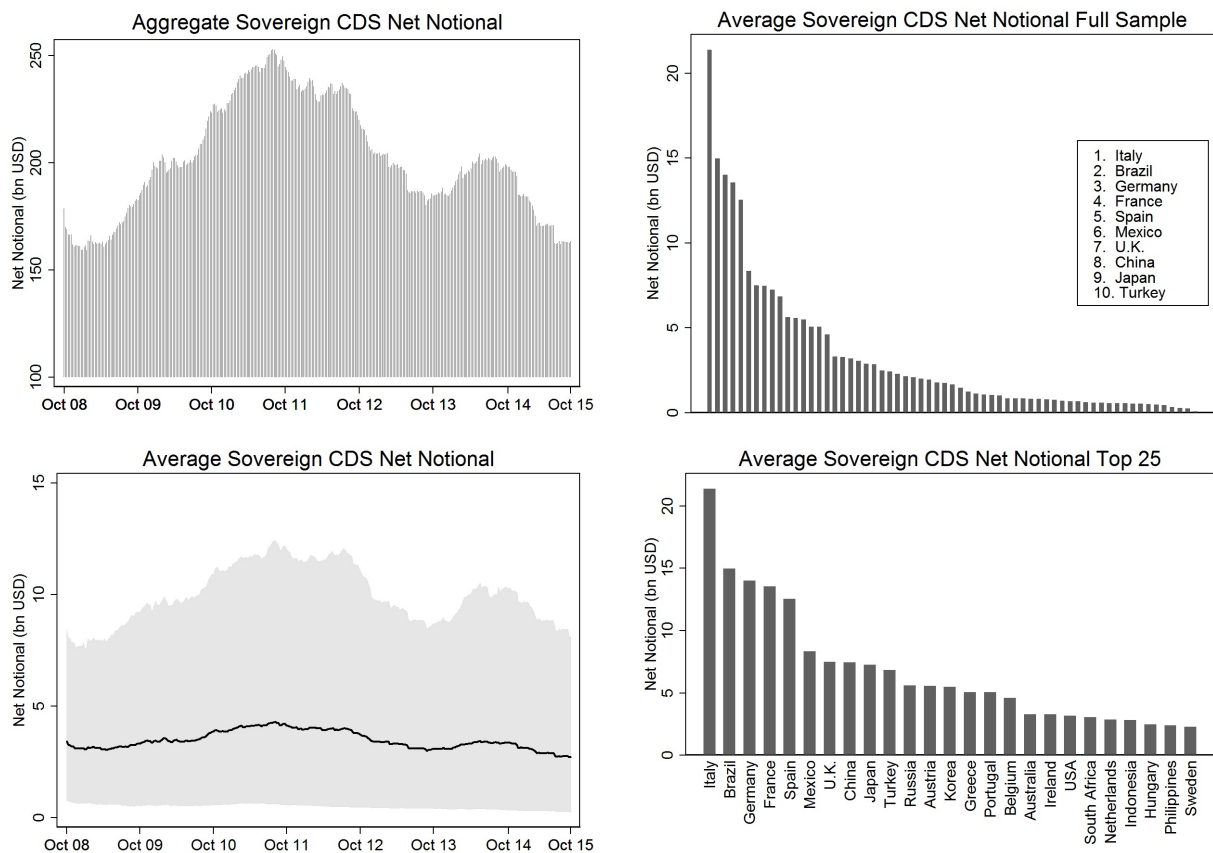 Aggregate Sovereign CDS Net Notional
Net Notional (bn USD)
250
200
150
100
Oct 08 Oct 09 Oct 10 Oct 11 Oct 12 Oct 13 Oct 14 Oct 15
Average Sovereign CDS Net Notional Full Sample
Net Notional (bn USD)
20
15
10
5
0
1. Italy
2. Brazil
3. Germany
4. France
5. Spain
6. Mexico
7. U.K.
8. China
9. Japan
10. Turkey
Average Sovereign CDS Net Notional
Net Notional (bn USD)
15
10
5
0
Oct 08 Oct 09 Oct 10 Oct 11 Oct 12 Oct 13 Oct 14 Oct 15
Average Sovereign CDS Net Notional Top 25
Net Notional (bn USD)
20
15
10
5
0
Italy
Brazil
Germany
France
Spain
Mexico
U.K.
China
Japan
Turkey
Russia
Austria
Korea
Greece
Portugal
Belgium
Australia
Ireland
USA
South Africa
Netherlands
Indonesia
Hungary
Philippines
Sweden